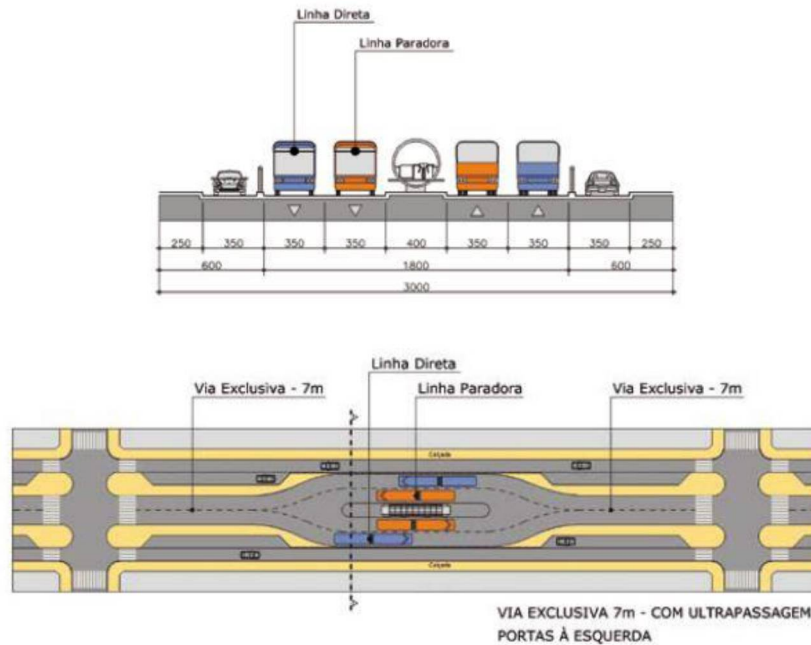 Linha Direta
Linha Paradora
250 350 350 350 400 350 350 350 250
600 1800 600
3000
Linha Direta
Via Exclusiva - 7m Linha Paradora Via Exclusiva - 7m
Calçada
Calçada
VIA EXCLUSIVA 7m - COM ULTRAPASSAGEM
PORTAS À ESQUERDA